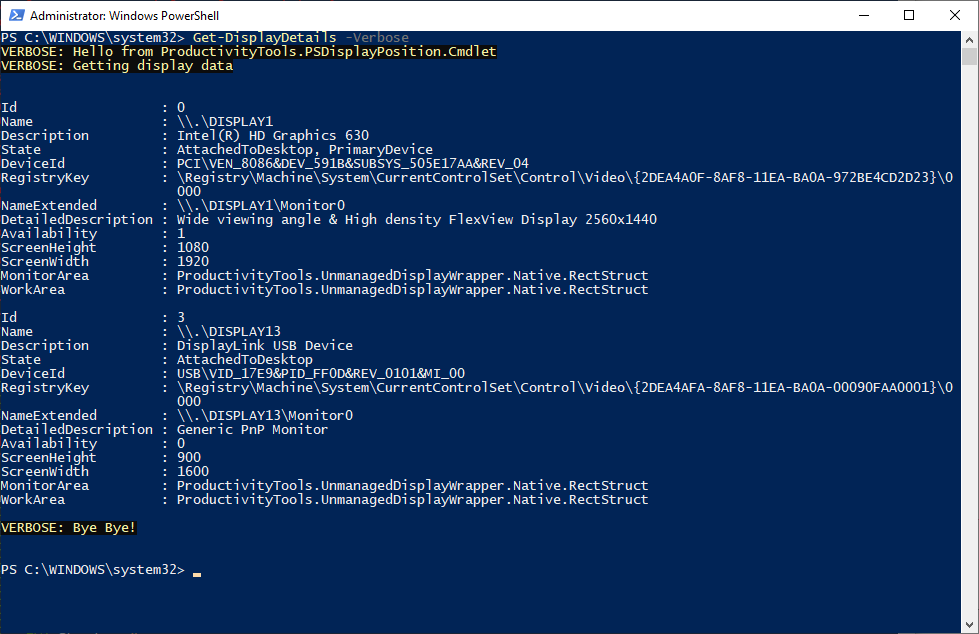 Administrator: Windows PowerShell
PS C:\WINDOWS\system32> Get-DisplayDetails -Verbose
VERBOSE: Hello from ProductivityTools.PSDisplayPosition.Cmdlet
VERBOSE: Getting display data
Id : 0
Name : \\.\DISPLAY1
Description : Intel(R) HD Graphics 630
State : AttachedToDesktop, PrimaryDevice
DeviceId : PCI\VEN_8086&DEV_591B&SUBSYS_505E17AA&REV_04
RegistryKey : \Registry\Machine\System\CurrentControlSet\Control\Video\{2DEA4A0F-8AF8-11EA-BA0A-972BE4CD2D23}\0
000
NameExtended : \\.\DISPLAY1\Monitor0
DetailedDescription : Wide viewing angle & High density FlexView Display 2560x1440
Availability : 1
ScreenHeight : 1080
ScreenWidth : 1920
MonitorArea : ProductivityTools.UnmanagedDisplayWrapper.Native.RectStruct
WorkArea : ProductivityTools.UnmanagedDisplayWrapper.Native.RectStruct
Id : 3
Name : \\.\DISPLAY13
Description : DisplayLink USB Device
State : AttachedToDesktop
DeviceId : USB\VID_17E9&PID_FF0D&REV_0101&MI_00
RegistryKey : \Registry\Machine\System\CurrentControlSet\Control\Video\{2DEA4AFA-8AF8-11EA-BA0A-00090FAA0001}\0
000
NameExtended : \\.\DISPLAY13\Monitor0
DetailedDescription : Generic PnP Monitor
Availability : 0
ScreenHeight : 900
ScreenWidth : 1600
MonitorArea : ProductivityTools.UnmanagedDisplayWrapper.Native.RectStruct
WorkArea : ProductivityTools.UnmanagedDisplayWrapper.Native.RectStruct
VERBOSE: Bye Bye!
PS C:\WINDOWS\system32>